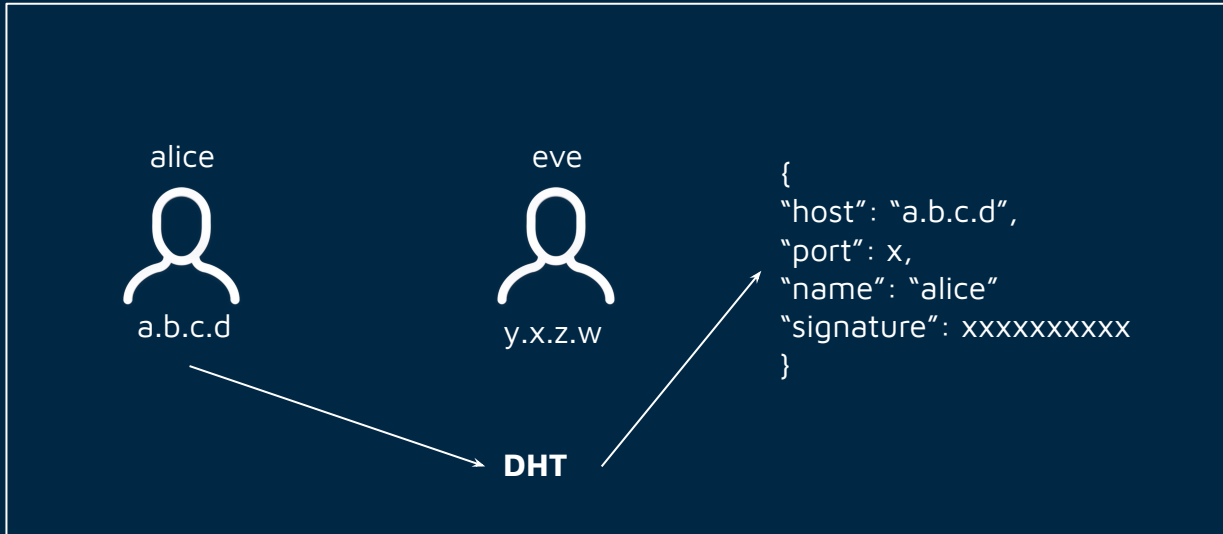 alice
a.b.c.d
eve
y.x.z.w
DHT
{
“host”: “a.b.c.d”,
“port”: x,
“name”: “alice”
“signature”: xxxxxxxxxx
}